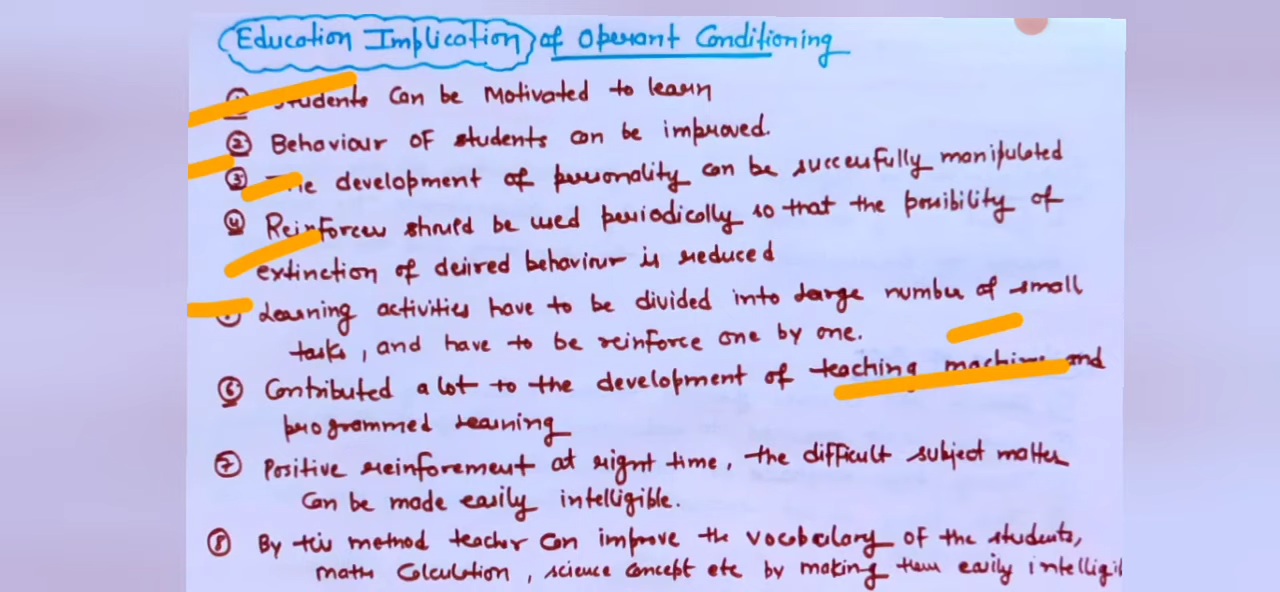 Education Implication of Operant Conditioning
① Students Can be Motivated to learn
② Behaviour of students can be improved.
③ The development of personality can be successfully manipulated
④ Reinforces should be used periodically so that the possibility of
extinction of desired behaviour is reduced
Learning activities have to be divided into large number of small
tasks, and have to be reinforce one by one.
⑥ Contributed a lot to the development of teaching machines and
programmed learning
⑦ Positive reinforement at right time, the difficult subject matter
Can be made easily intelligible.
⑧ By this method teacher can improve the vocabulary of the students,
math Calculation, science concept etc by making them easily intelligi